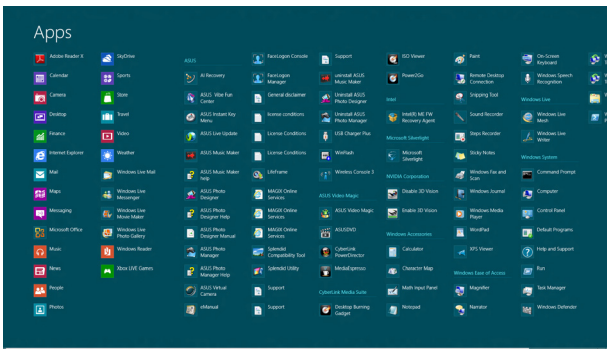 Apps
Adobe Reader X
Calendar
Camera
Desktop
Finance
Internet Explorer
Mail
Maps
Messaging
Microsoft Office
Music
News
People
Photos
SkyDrive
Sports
Store
Travel
Video
Weather
Windows Live Mail
Windows Live
Messenger
Windows Live
Movie Maker
Windows Live
Photo Gallery
Windows Reader
Xbox LIVE Games
ASUS
AI Recovery
ASUS Vibe Fun
Center
ASUS Instant Key
Menu
ASUS Live Update
ASUS Music Maker
ASUS Music Maker
help
ASUS Photo
Designer
ASUS Photo
Designer Help
ASUS Photo
Designer Manual
ASUS Photo
Manager
ASUS Photo
Manager Help
ASUS Virtual
Camera
eManual
FaceLogon Console
FaceLogon
Manager
General disclaimer
license conditions
License Conditions
License Conditions
LifeFrame
MAGIX Online
Services
MAGIX Online
Services
MAGIX Online
Services
Splendid
Compatibility Tool
Splendid Utility
Support
Support
Support
uninstall ASUS
Music Maker
Uninstall ASUS
Photo Designer
Uninstall ASUS
Photo Manager
USB Charger Plus
WinFlash
Wireless Console 3
ASUS Video Magic
ASUS Video Magic
ASUSDVD
CyberLink
PowerDirector
MediaEspresso
CyberLink Media Suite
Desktop Burning
Gadget
ISO Viewer
Power2Go
Intel
Intel(R) ME FW
Recovery Agent
Microsoft Silverlight
Microsoft
Silverlight
NVIDIA Corporation
Disable 3D Vision
Enable 3D Vision
Windows Accessories
Calculator
Character Map
Math Input Panel
Notepad
Paint
Remote Desktop
Connection
Snipping Tool
Sound Recorder
Steps Recorder
Sticky Notes
Windows Fax and
Scan
Windows Journal
Windows Media
Player
WordPad
XPS Viewer
Windows Ease of Access
Magnifier
Narrator
On-Screen
Keyboard
Windows Speech
Recognition
Windows Live
Windows Live
Mesh
Windows Live
Writer
Windows System
Command Prompt
Computer
Control Panel
Default Programs
Help and Support
Run
Task Manager
Windows Defender